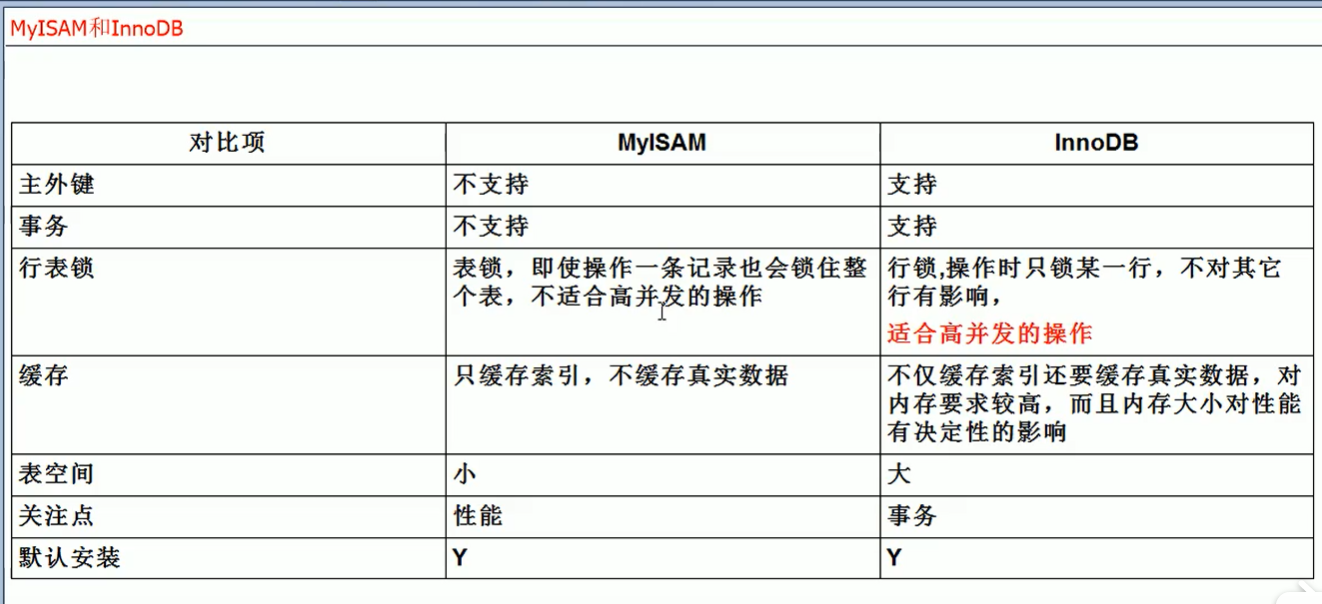 MyISAM和InnoDB
对比项 MyISAM InnoDB
主外键 不支持 支持
事务 不支持 支持
行表锁 表锁，即使操作一条记录也会锁住整 行锁,操作时只锁某一行，不对其它
个表，不适合高并发的操作 行有影响，
适合高并发的操作
缓存 只缓存索引，不缓存真实数据 不仅缓存索引还要缓存真实数据，对
内存要求较高，而且内存大小对性能
有决定性的影响
表空间 小 大
关注点 性能 事务
默认安装 Y Y